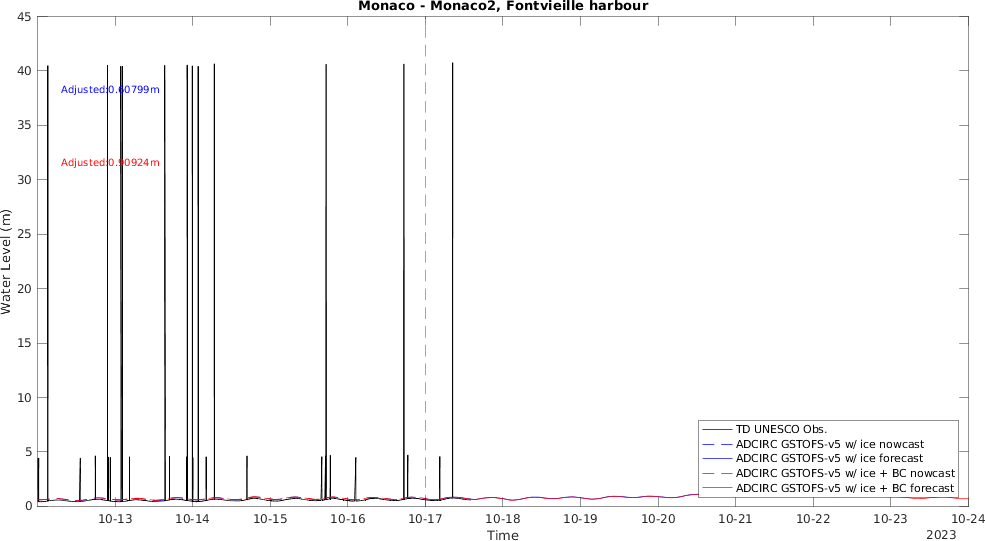 Monaco - Monaco2, Fontvieille harbour
Water Level (m)
45
40
35
30
25
20
15
10
5
0
Adjusted:0.60799m
Adjusted:0.90924m
TD UNESCO Obs.
ADCIRC GSTOFS-v5 w/ ice nowcast
ADCIRC GSTOFS-v5 w/ ice forecast
ADCIRC GSTOFS-v5 w/ ice + BC nowcast
ADCIRC GSTOFS-v5 w/ ice + BC forecast
10-13 10-14 10-15 10-16 10-17 10-18 10-19 10-20 10-21 10-22 10-23 10-24
Time
2023